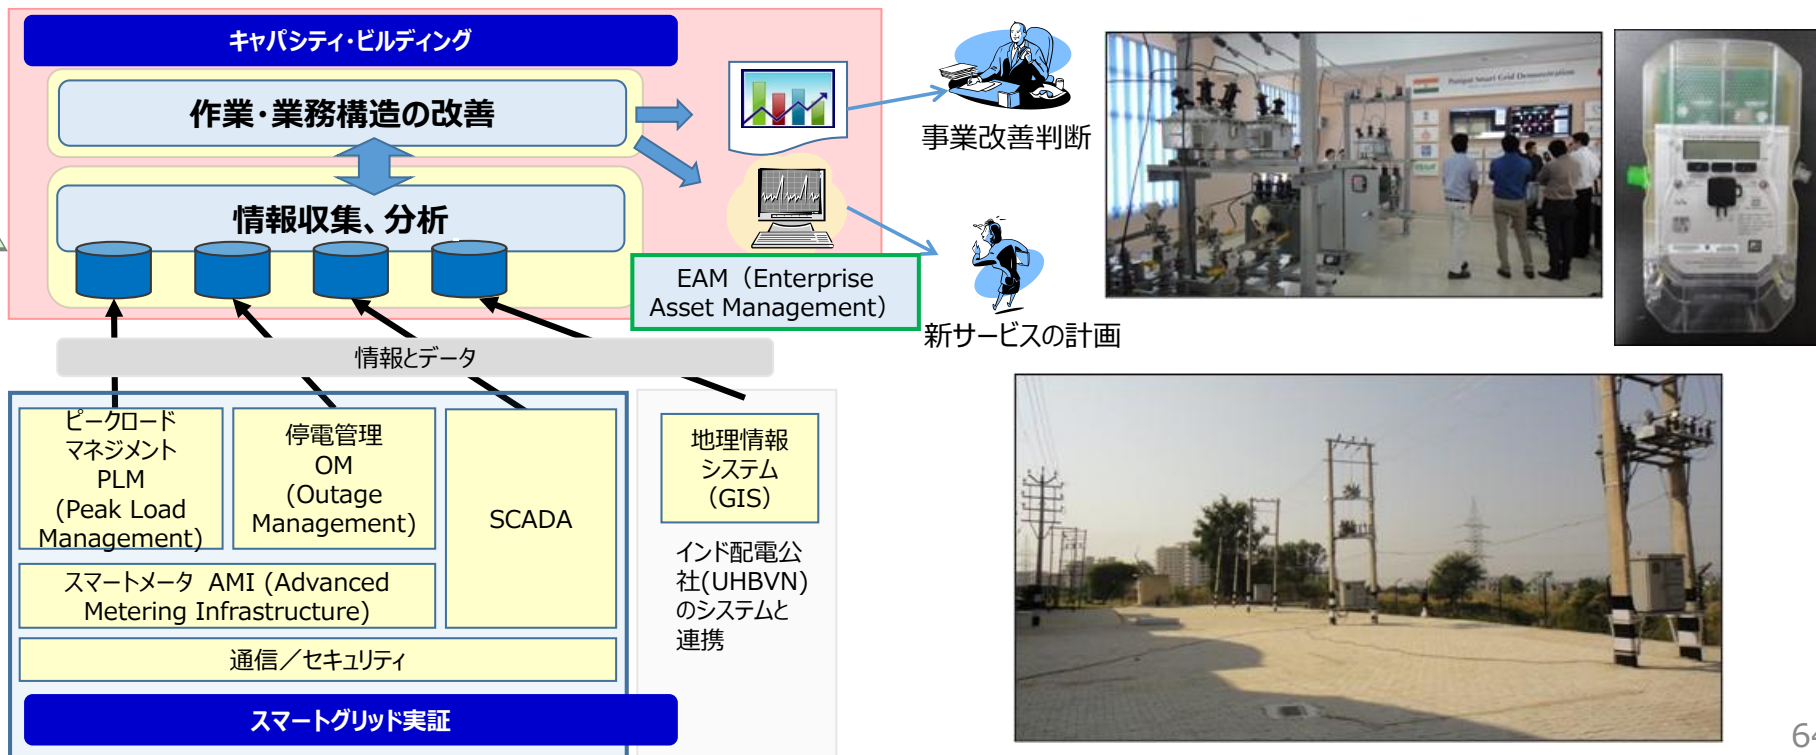 キャパシティ・ビルディング
作業・業務構造の改善
情報収集、分析
事業改善判断
EAM（Enterprise
Asset Management）
新サービスの計画
情報とデータ
ピークロード
マネジメント
PLM
(Peak Load
Management)
停電管理
OM
(Outage
Management)
SCADA
地理情報
システム
（GIS）
スマートメータ AMI (Advanced
Metering Infrastructure)
インド配電公
社(UHBVN)
のシステムと
連携
通信／セキュリティ
スマートグリッド実証
Panipat Smart Grid Demonstration
64